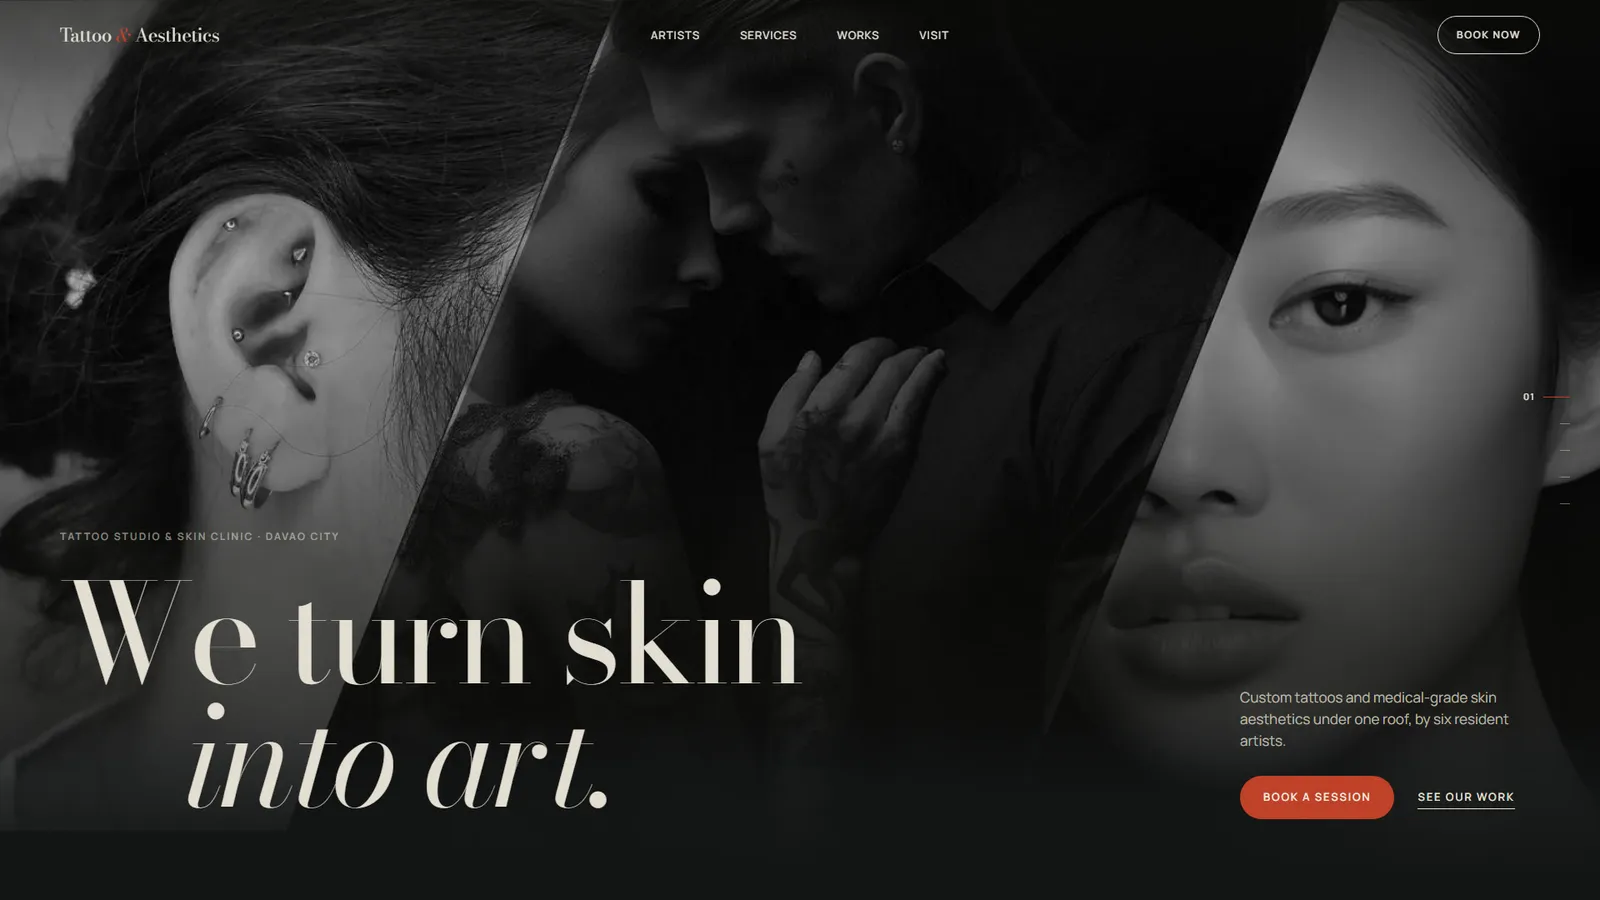 Tattoo & Aesthetics
ARTISTS
SERVICES
WORKS
VISIT
BOOK NOW
01
TATTOO STUDIO & SKIN CLINIC · DAVAO CITY
We turn skin
into art.
Custom tattoos and medical-grade skin
aesthetics under one roof, by six resident
artists.
BOOK A SESSION
SEE OUR WORK